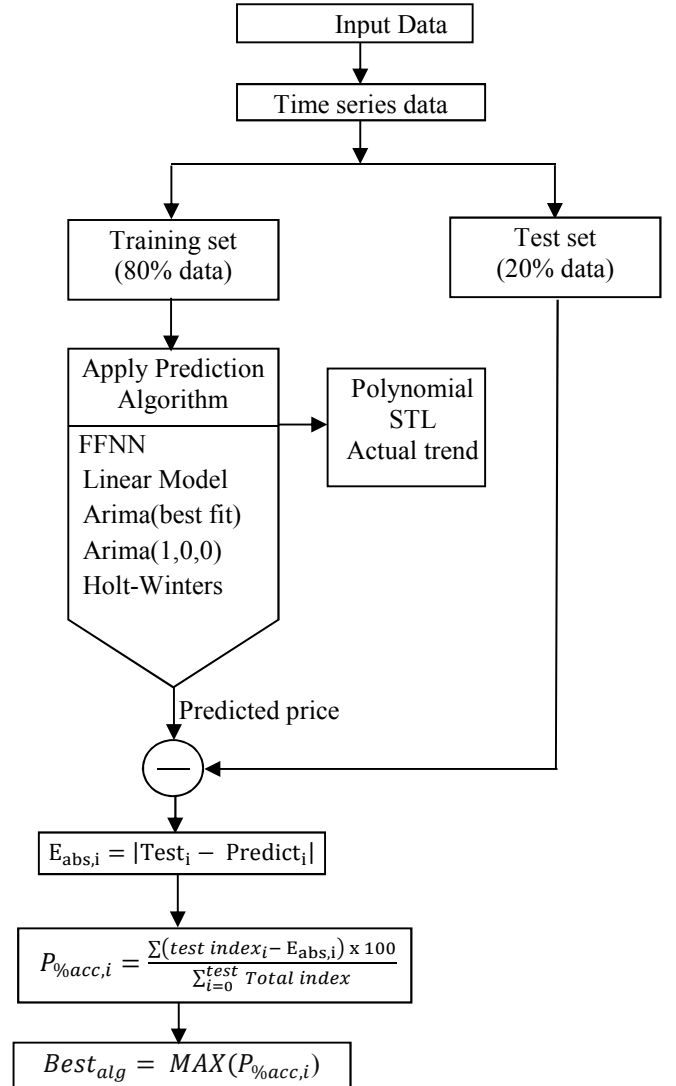 Input Data
Time series data
Training set
(80% data)
Test set
(20% data)
Apply Prediction
Algorithm
FFNN
Linear Model
Arima(best fit)
Arima(1,0,0)
Holt-Winters
Polynomial
STL
Actual trend
Predicted price
—
E_abs,i = |Test_i − Predict_i|
P_%acc,i = ∑(test index_i − E_abs,i) x 100 / ∑_{i=0}^{test} Total index
Best_alg = MAX(P_%acc,i)